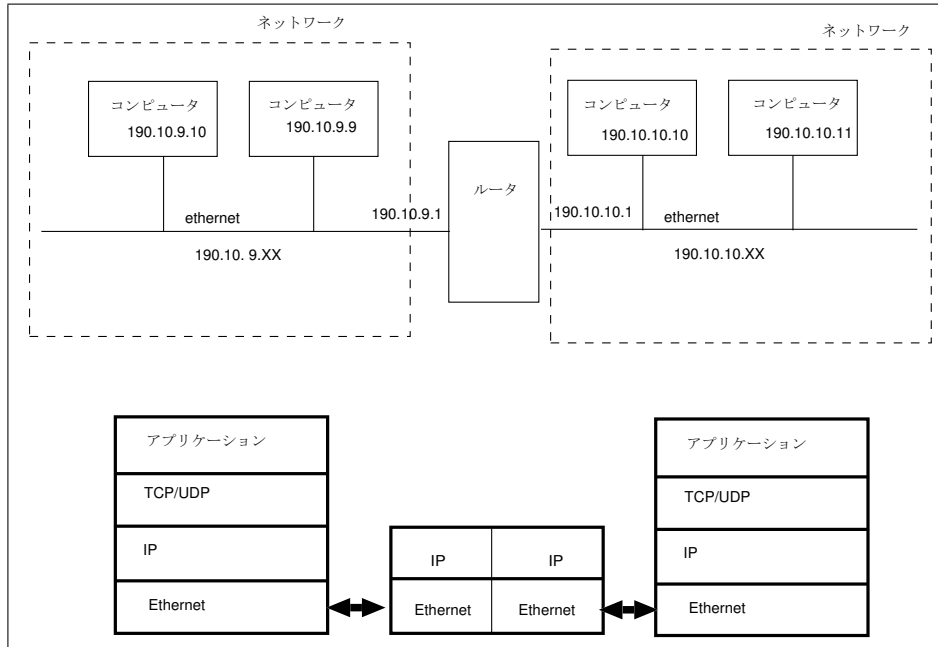 ネットワーク
ネットワーク
コンピュータ
190.10.9.10
コンピュータ
190.10.9.9
コンピュータ
190.10.10.10
コンピュータ
190.10.10.11
ルータ
190.10.9.1
190.10.10.1
ethernet
ethernet
190.10. 9.XX
190.10.10.XX
アプリケーション
TCP/UDP
IP
Ethernet
IP
IP
Ethernet
Ethernet
アプリケーション
TCP/UDP
IP
Ethernet